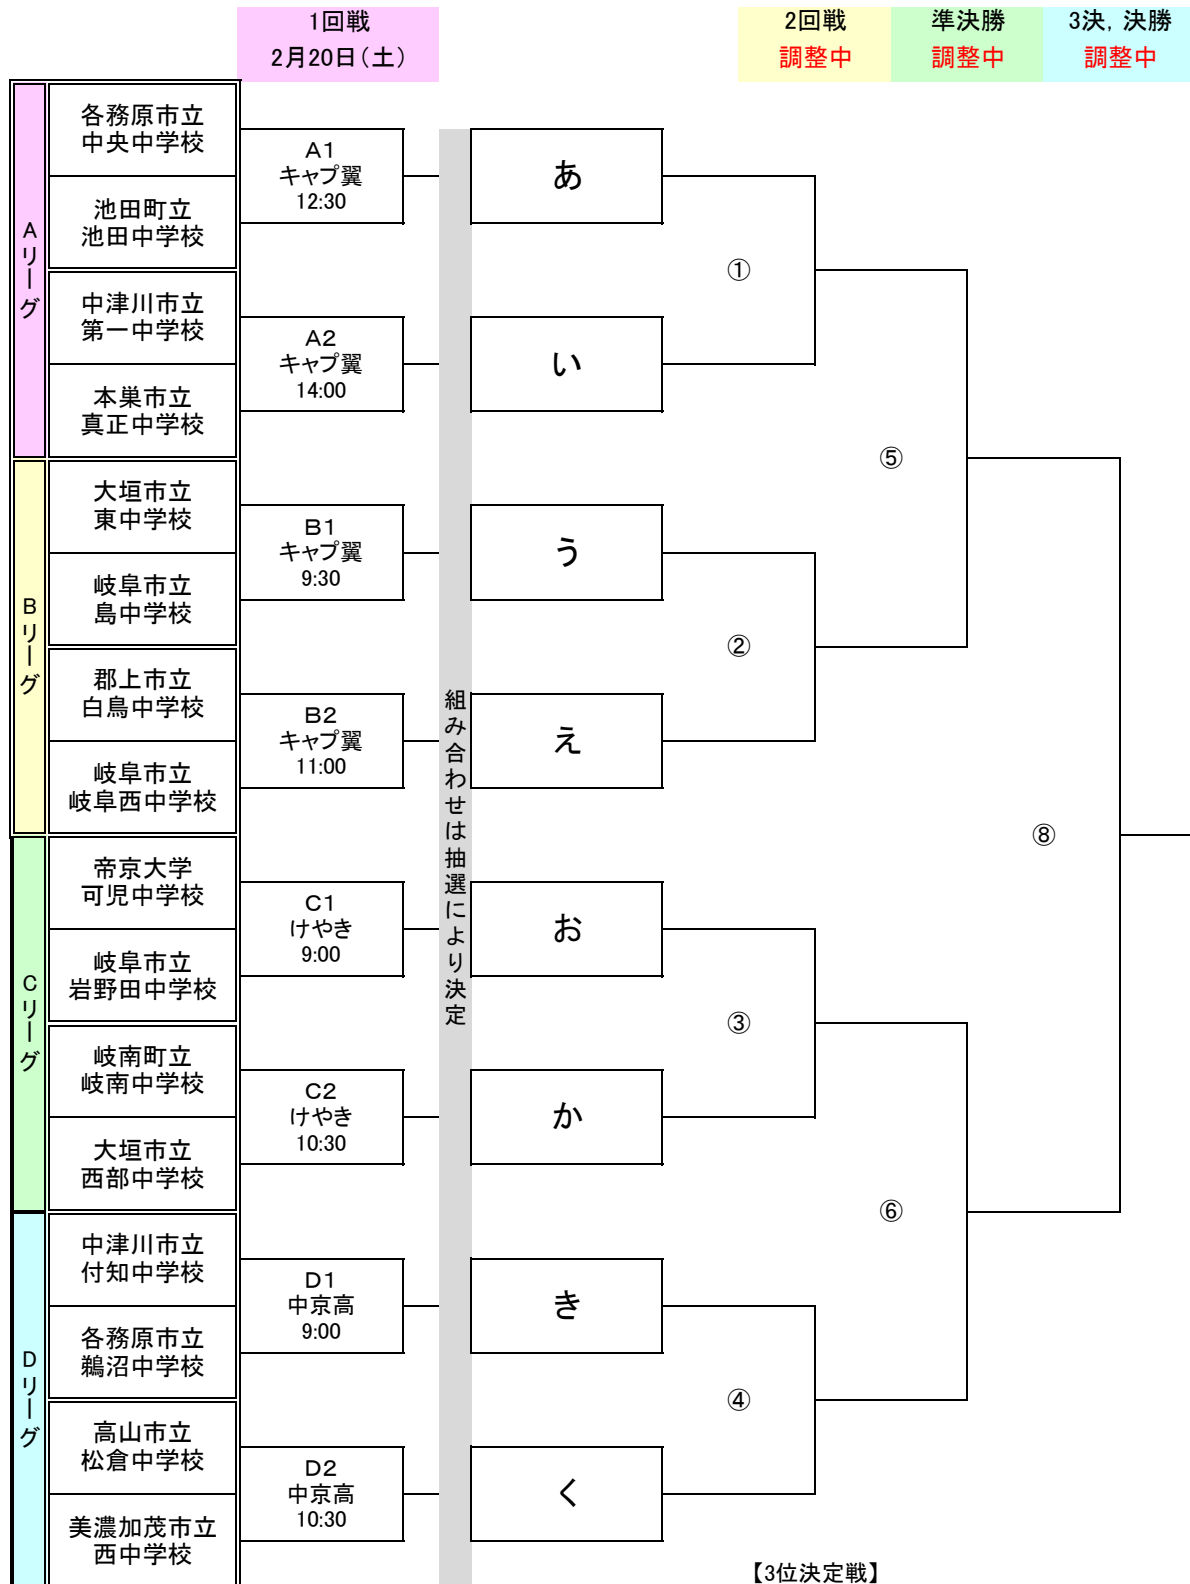 1回戦
2月20日(土)
2回戦
調整中
準決勝
調整中
3決，決勝
調整中
Aリーグ
各務原市立
中央中学校
池田町立
池田中学校
中津川市立
第一中学校
本巣市立
真正中学校
A1
キャプ翼
12:30
A2
キャプ翼
14:00
Bリーグ
大垣市立
東中学校
岐阜市立
島中学校
郡上市立
白鳥中学校
岐阜市立
岐阜西中学校
B1
キャプ翼
9:30
B2
キャプ翼
11:00
Cリーグ
帝京大学
可児中学校
岐阜市立
岩野田中学校
岐南町立
岐南中学校
大垣市立
西部中学校
C1
けやき
9:00
C2
けやき
10:30
Dリーグ
中津川市立
付知中学校
各務原市立
鵜沼中学校
高山市立
松倉中学校
美濃加茂市立
西中学校
D1
中京高
9:00
D2
中京高
10:30
組み合わせは抽選により決定
あ
い
う
え
お
か
き
く
①
②
③
④
⑤
⑥
⑧
【3位決定戦】